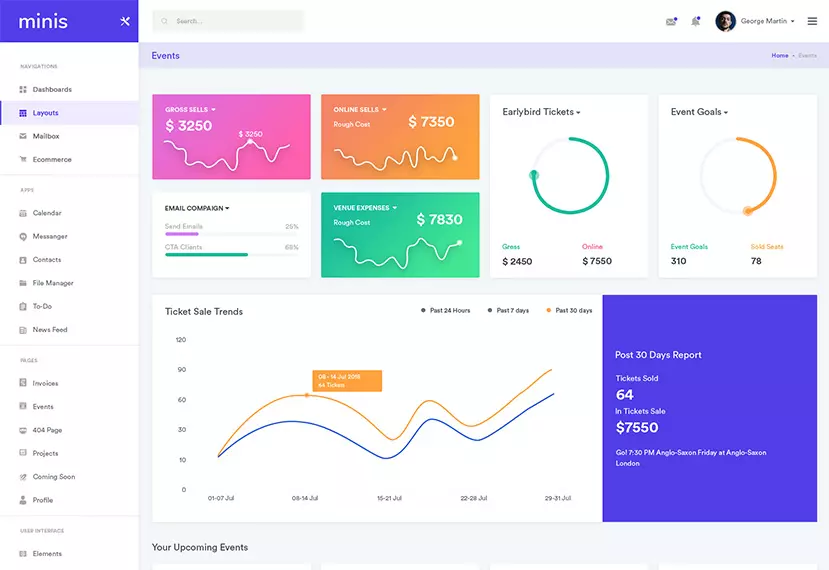 minis
Search...
George Martin
Events
Home • Events
NAVIGATIONS
Dashboards
Layouts
Mailbox
Ecommerce
APPS
Calendar
Messanger
Contacts
File Manager
To-Do
News Feed
PAGES
Invoices
Events
404 Page
Projects
Coming Soon
Profile
USER INTERFACE
Elements
GROSS SELLS
$ 3250
$ 3250
ONLINE SELLS
Rough Cost
$ 7350
EMAIL COMPAIGN
Send Emails 25%
CTA Clients 65%
VENUE EXPENSES
Rough Cost
$ 7830
Earlybird Tickets
Gross Online
$ 2450 $ 7550
Event Goals
Event Goals Sold Seats
310 78
Ticket Sale Trends
Past 24 Hours Past 7 days Past 30 days
120
90
60
30
10
0
08 - 14 Jul 2018
64 Tickets
01-07 Jul 08-14 Jul 15-21 Jul 22-28 Jul 29-31 Jul
Post 30 Days Report
Tickets Sold
64
In Tickets Sale
$7550
Go! 7:30 PM Anglo-Saxon Friday at Anglo-Saxon
London
Your Upcoming Events